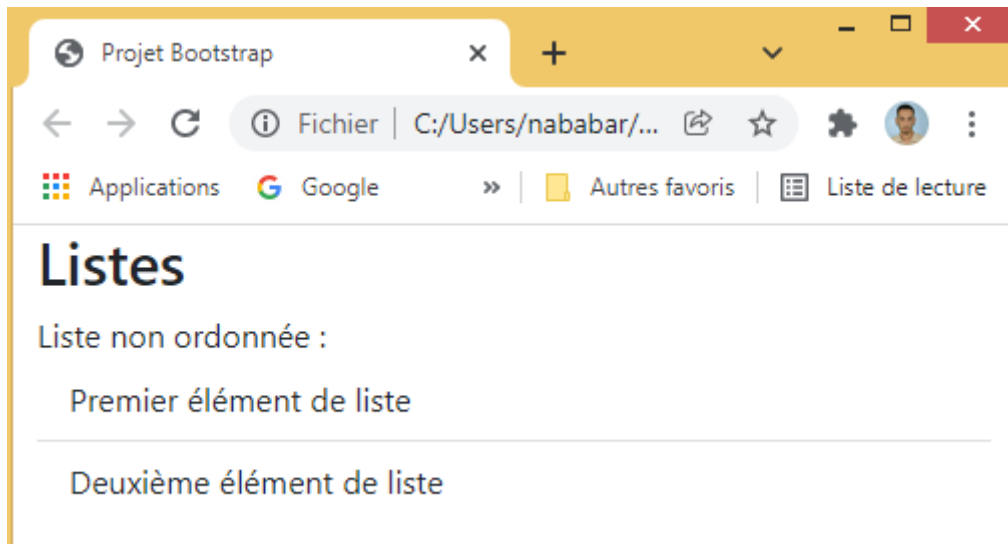 Projet Bootstrap
Fichier | C:/Users/nababar/...
Applications Google » Autres favoris Liste de lecture
Listes
Liste non ordonnée :
Premier élément de liste
Deuxième élément de liste